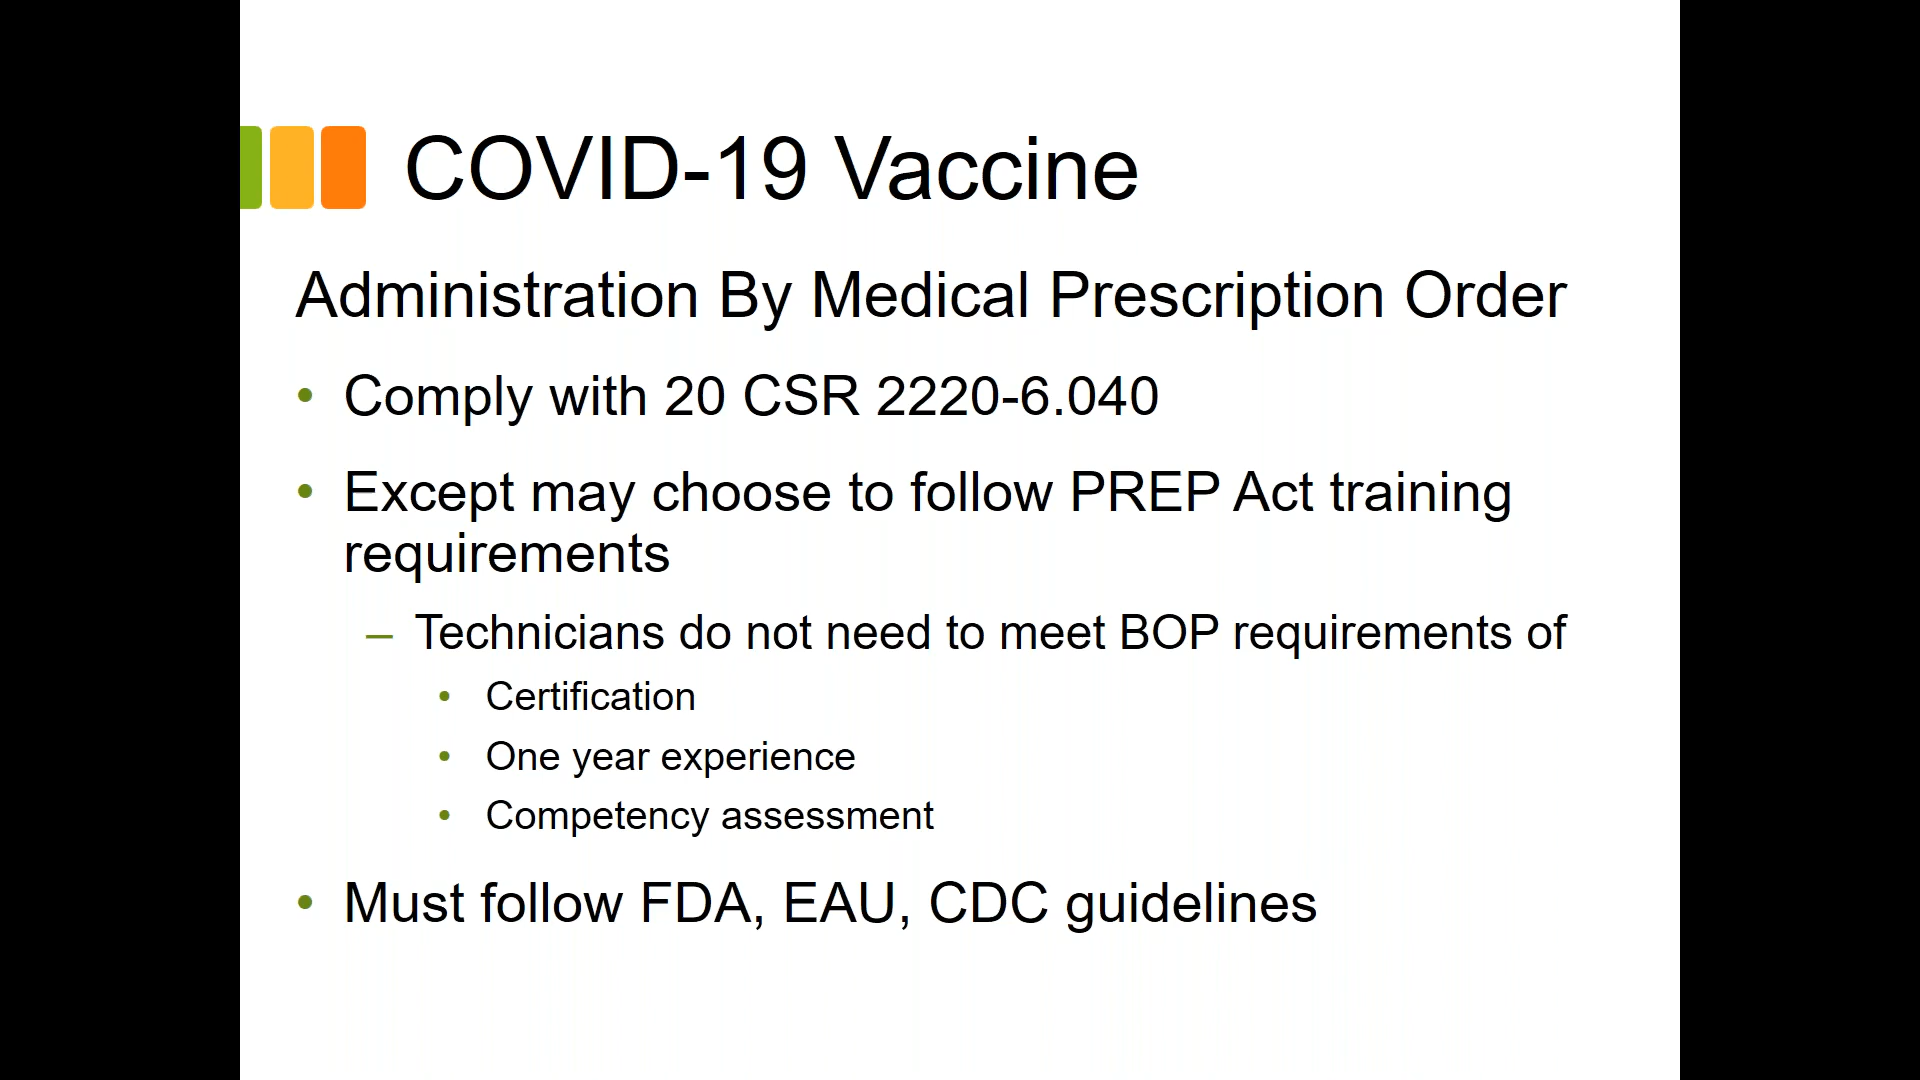 COVID-19 Vaccine
Administration By Medical Prescription Order
• Comply with 20 CSR 2220-6.040
• Except may choose to follow PREP Act training
requirements
– Technicians do not need to meet BOP requirements of
• Certification
• One year experience
• Competency assessment
• Must follow FDA, EAU, CDC guidelines